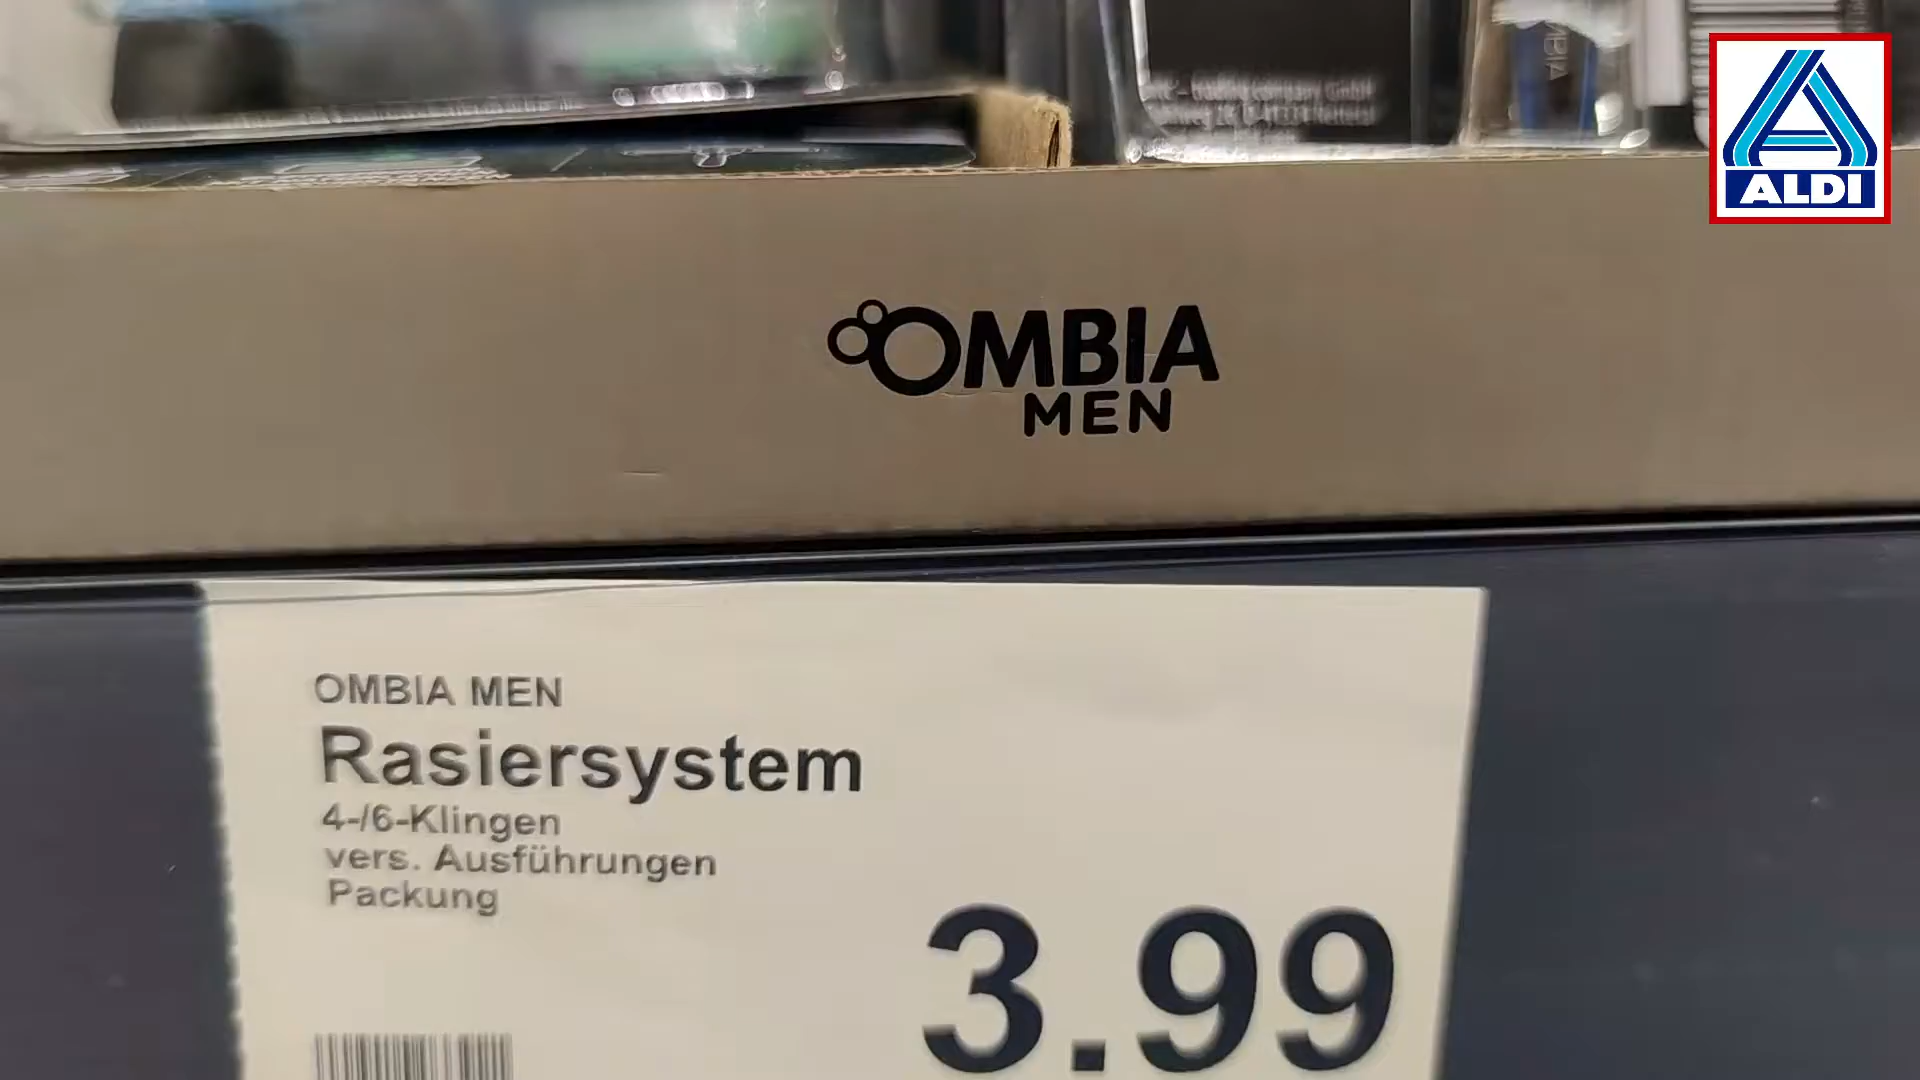 ALDI
OMBIA
MEN
OMBIA MEN
Rasiersystem
4-/6-Klingen
vers. Ausführungen
Packung
3.99